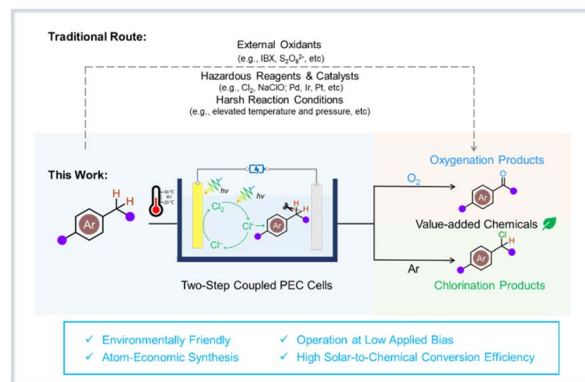 Traditional Route:
External Oxidants
(e.g., IBX, S₂O₈²⁻, etc)
Hazardous Reagents & Catalysts
(e.g., Cl₂, NaClO; Pd, Ir, Pt, etc)
Harsh Reaction Conditions
(e.g., elevated temperature and pressure, etc)
This Work:
Oxygenation Products
H
H
Ar
hν
hν
Cl₂
Cl•
Cl⁻
H
H
Ar
O₂
O
Ar
Value-added Chemicals
Ar
Cl
H
Ar
Two-Step Coupled PEC Cells
Chlorination Products
✓ Environmentally Friendly
✓ Operation at Low Applied Bias
✓ Atom-Economic Synthesis
✓ High Solar-to-Chemical Conversion Efficiency